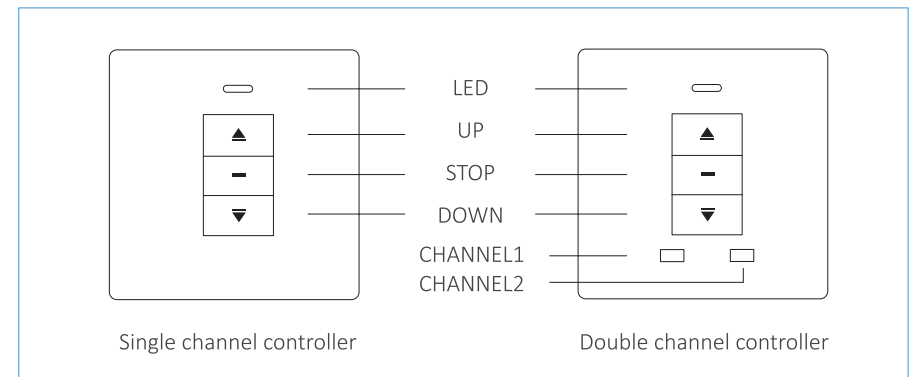 LED
UP
STOP
DOWN
CHANNEL1
CHANNEL2
Single channel controller
Double channel controller